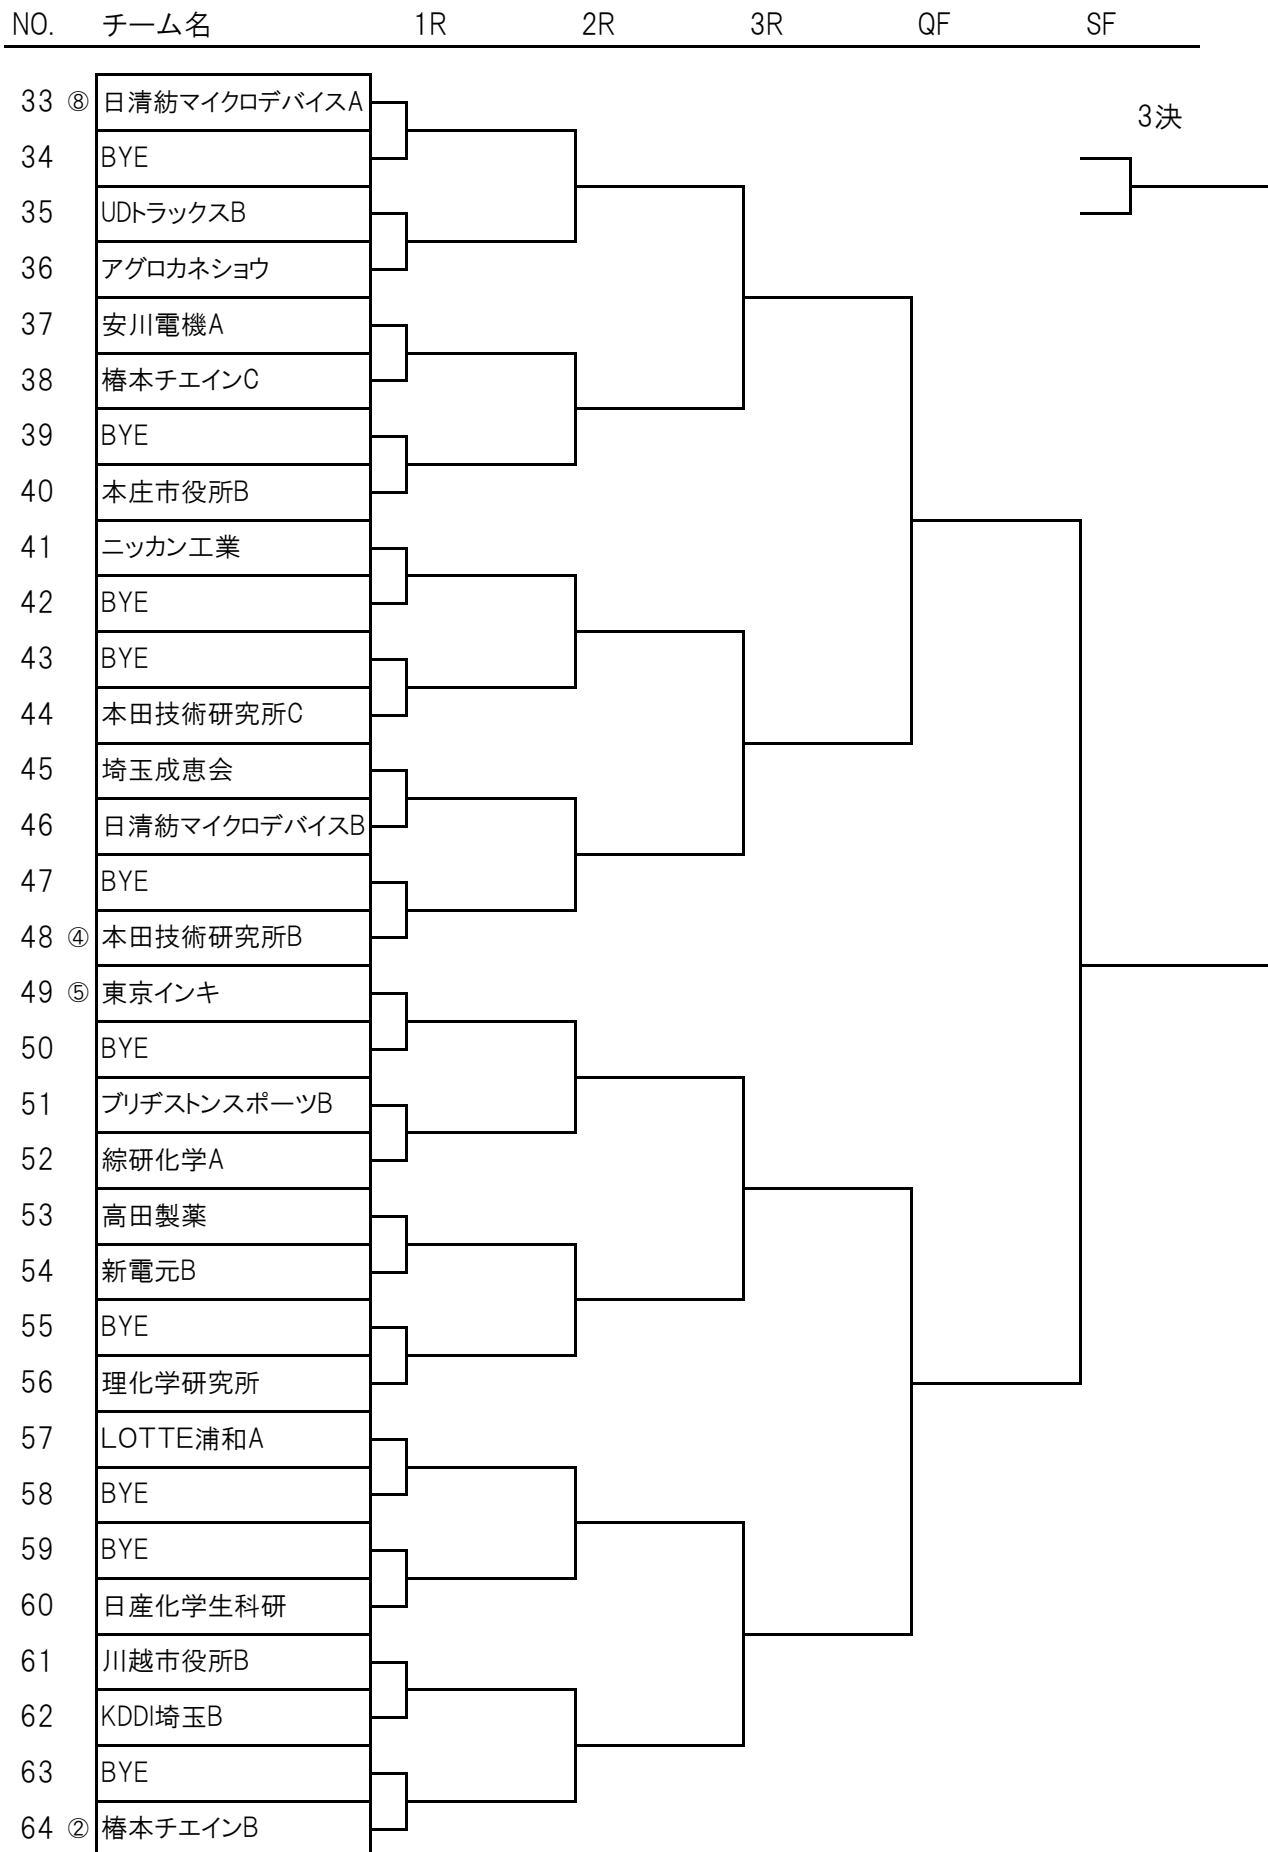 NO. チーム名 1R 2R 3R QF SF
33 ⑧ 日清紡マイクロデバイスA
3決
34 BYE
35 UDトラックスB
36 アグロカネショウ
37 安川電機A
38 椿本チエインC
39 BYE
40 本庄市役所B
41 ニッカン工業
42 BYE
43 BYE
44 本田技術研究所C
45 埼玉成恵会
46 日清紡マイクロデバイスB
47 BYE
48 ④ 本田技術研究所B
49 ⑤ 東京インキ
50 BYE
51 ブリヂストンスポーツB
52 綜研化学A
53 高田製薬
54 新電元B
55 BYE
56 理化学研究所
57 LOTTE浦和A
58 BYE
59 BYE
60 日産化学生科研
61 川越市役所B
62 KDDI埼玉B
63 BYE
64 ② 椿本チエインB